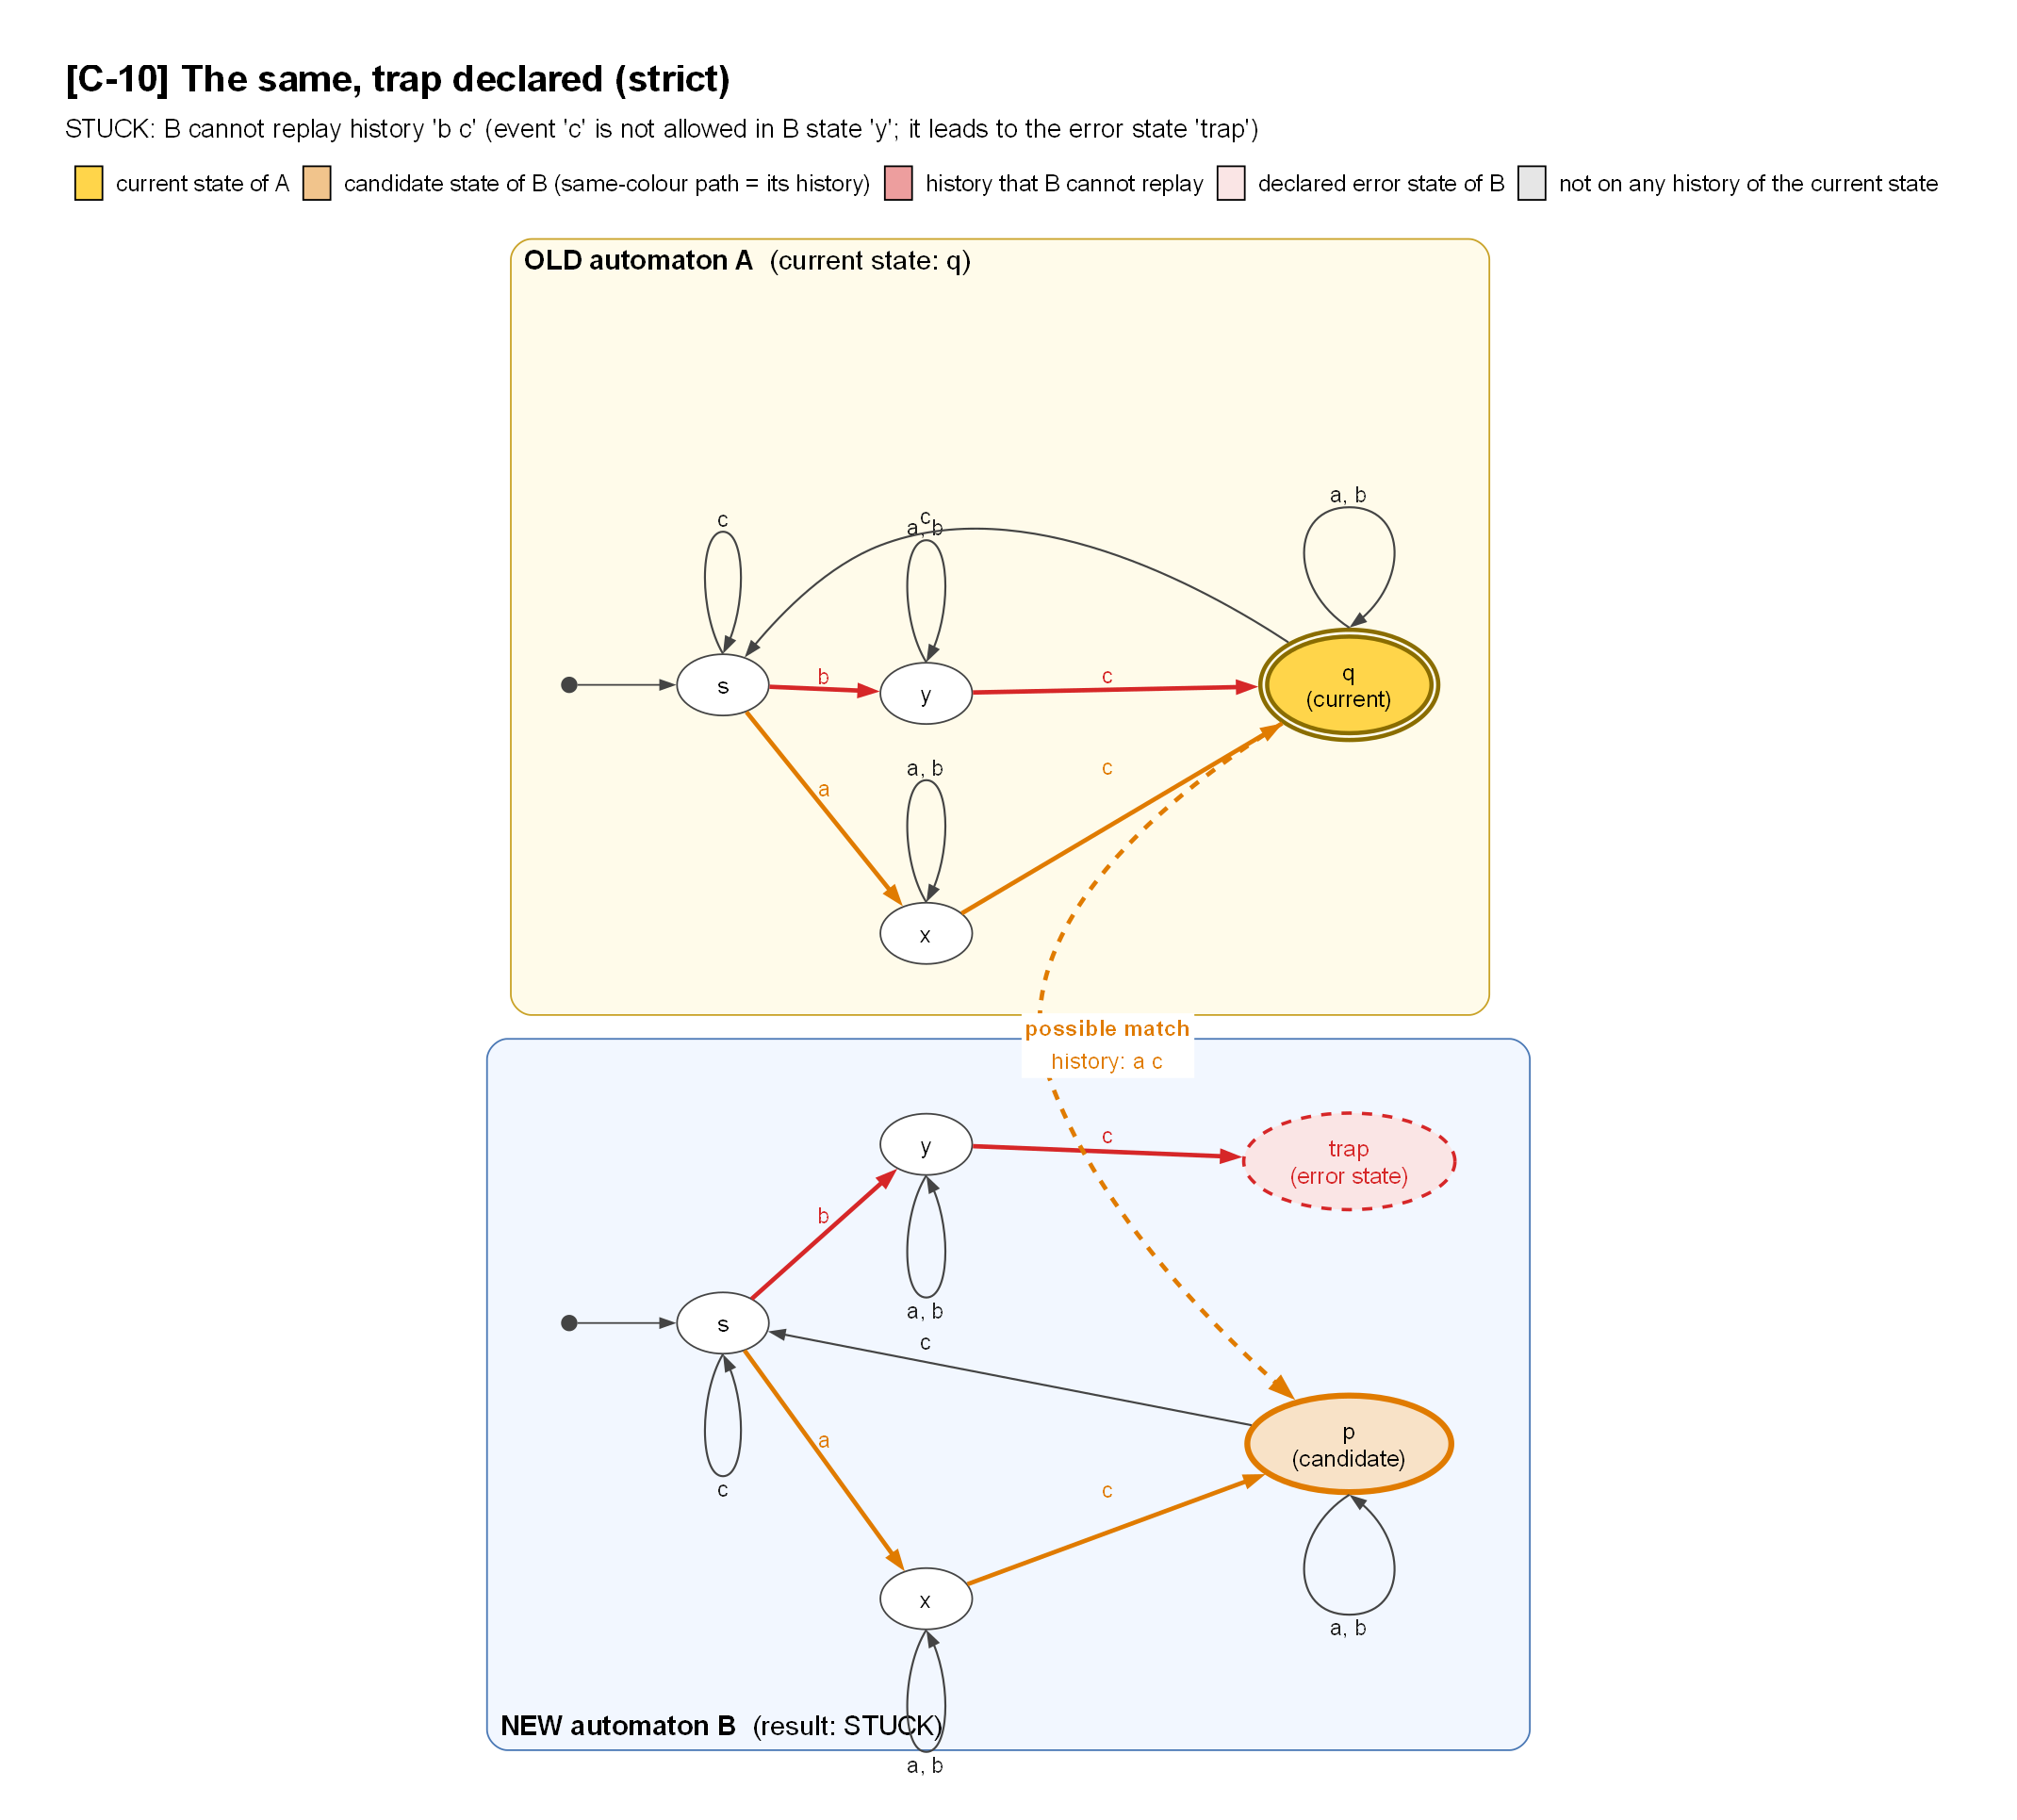 [C-10] The same, trap declared (strict)
STUCK: B cannot replay history 'b c' (event 'c' is not allowed in B state 'y'; it leads to the error state 'trap')
current state of A
candidate state of B (same-colour path = its history)
history that B cannot replay
declared error state of B
not on any history of the current state
OLD automaton A (current state: q)
a, b
c
c
a, b
s
b
y
c
q
(current)
a
a, b
c
x
possible match
history: a c
y
c
trap
(error state)
b
a, b
s
c
a
c
p
(candidate)
c
x
a, b
NEW automaton B (result: STUCK)
a, b